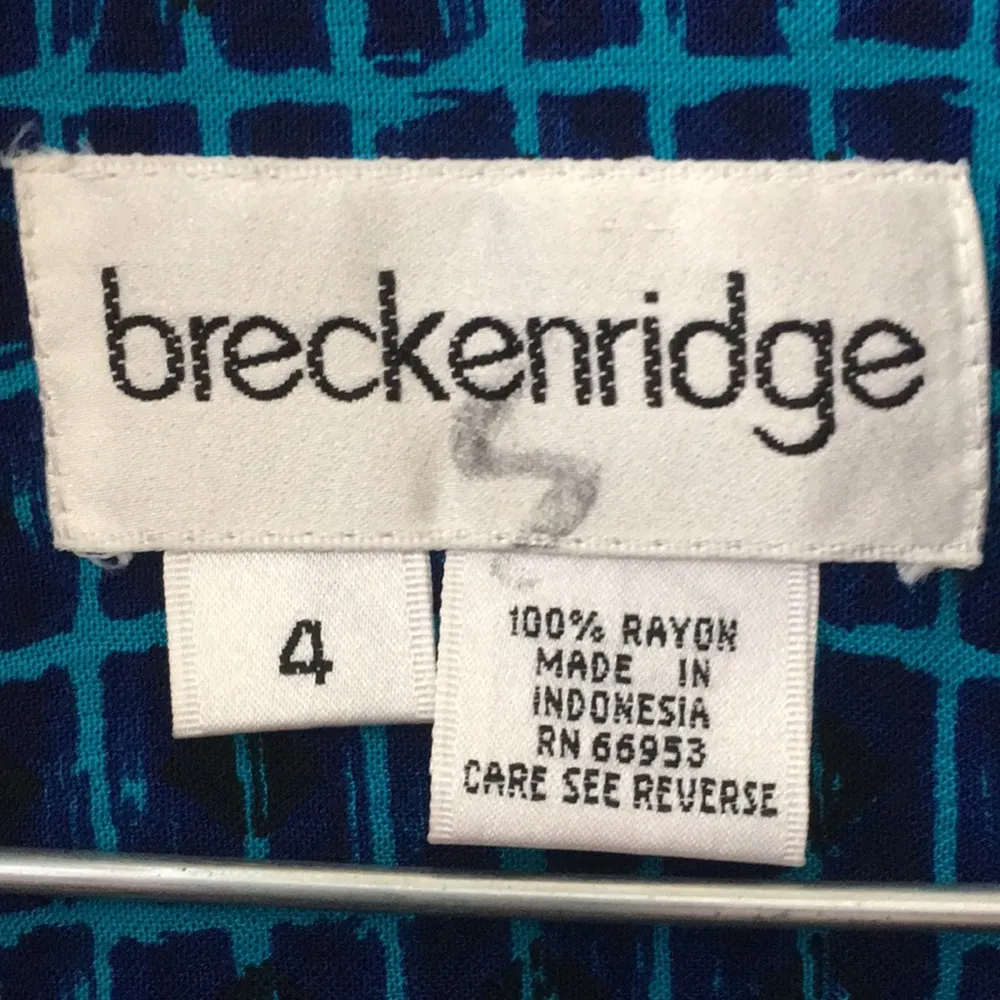 breckenridge
S
4
100% RAYON
MADE IN
INDONESIA
RN 66953
CARE SEE REVERSE